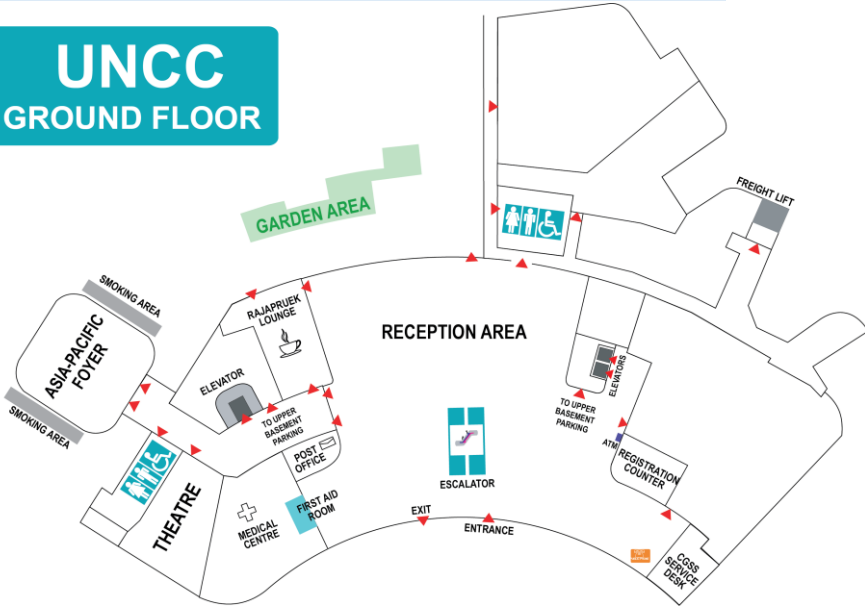 UNCC
GROUND FLOOR
FREIGHT LIFT
GARDEN AREA
SMOKING AREA
RAJAPRUEK
LOUNGE
RECEPTION AREA
ASIA-PACIFIC
FOYER
ELEVATOR
ELEVATORS
SMOKING AREA
TO UPPER
BASEMENT
PARKING
TO UPPER
BASEMENT
PARKING
ATM
POST
OFFICE
REGISTRATION
COUNTER
ESCALATOR
THEATRE
FIRST AID
ROOM
MEDICAL
CENTRE
EXIT
ENTRANCE
CGSS
SERVICE
DESK